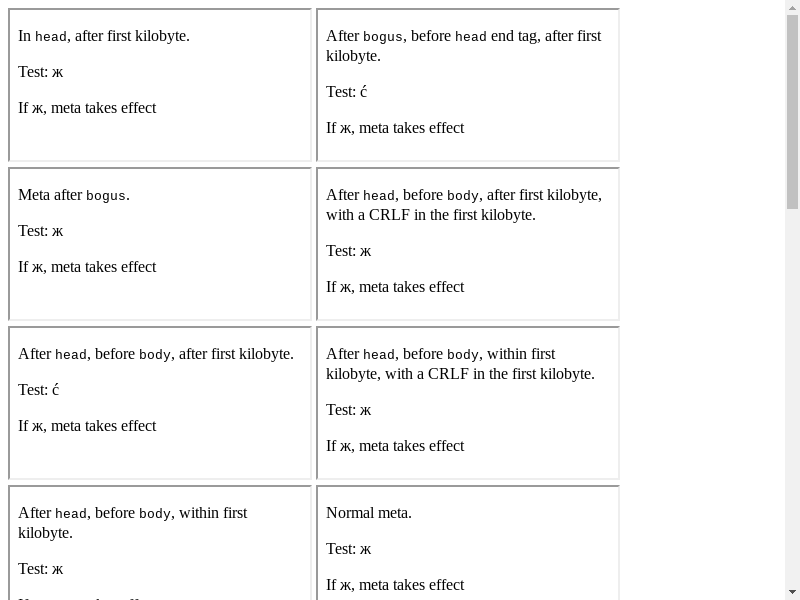 In head, after first kilobyte.
Test: ж
If ж, meta takes effect
After bogus, before head end tag, after first
kilobyte.
Test: ć
If ж, meta takes effect
Meta after bogus.
Test: ж
If ж, meta takes effect
After head, before body, after first kilobyte,
with a CRLF in the first kilobyte.
Test: ж
If ж, meta takes effect
After head, before body, after first kilobyte.
Test: ć
If ж, meta takes effect
After head, before body, within first
kilobyte, with a CRLF in the first kilobyte.
Test: ж
If ж, meta takes effect
After head, before body, within first
kilobyte.
Test: ж
Normal meta.
Test: ж
If ж, meta takes effect